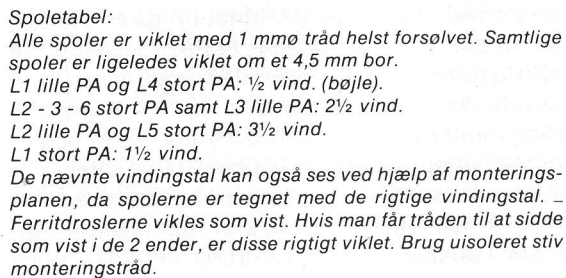 Spoletabel:
Alle spoler er viklet med 1 mmø tråd helst forsølvet. Samtlige
spoler er ligeledes viklet om et 4,5 mm bor.
L1 lille PA og L4 stort PA: ½ vind. (bøjle).
L2 - 3 - 6 stort PA samt L3 lille PA: 2½ vind.
L2 lille PA og L5 stort PA: 3½ vind.
L1 stort PA: 1½ vind.
De nævnte vindingstal kan også ses ved hjælp af monterings-
planen, da spolerne er tegnet med de rigtige vindingstal. _
Ferritdroslerne vikles som vist. Hvis man får tråden til at sidde
som vist i de 2 ender, er disse rigtigt viklet. Brug uisoleret stiv
monteringstråd.